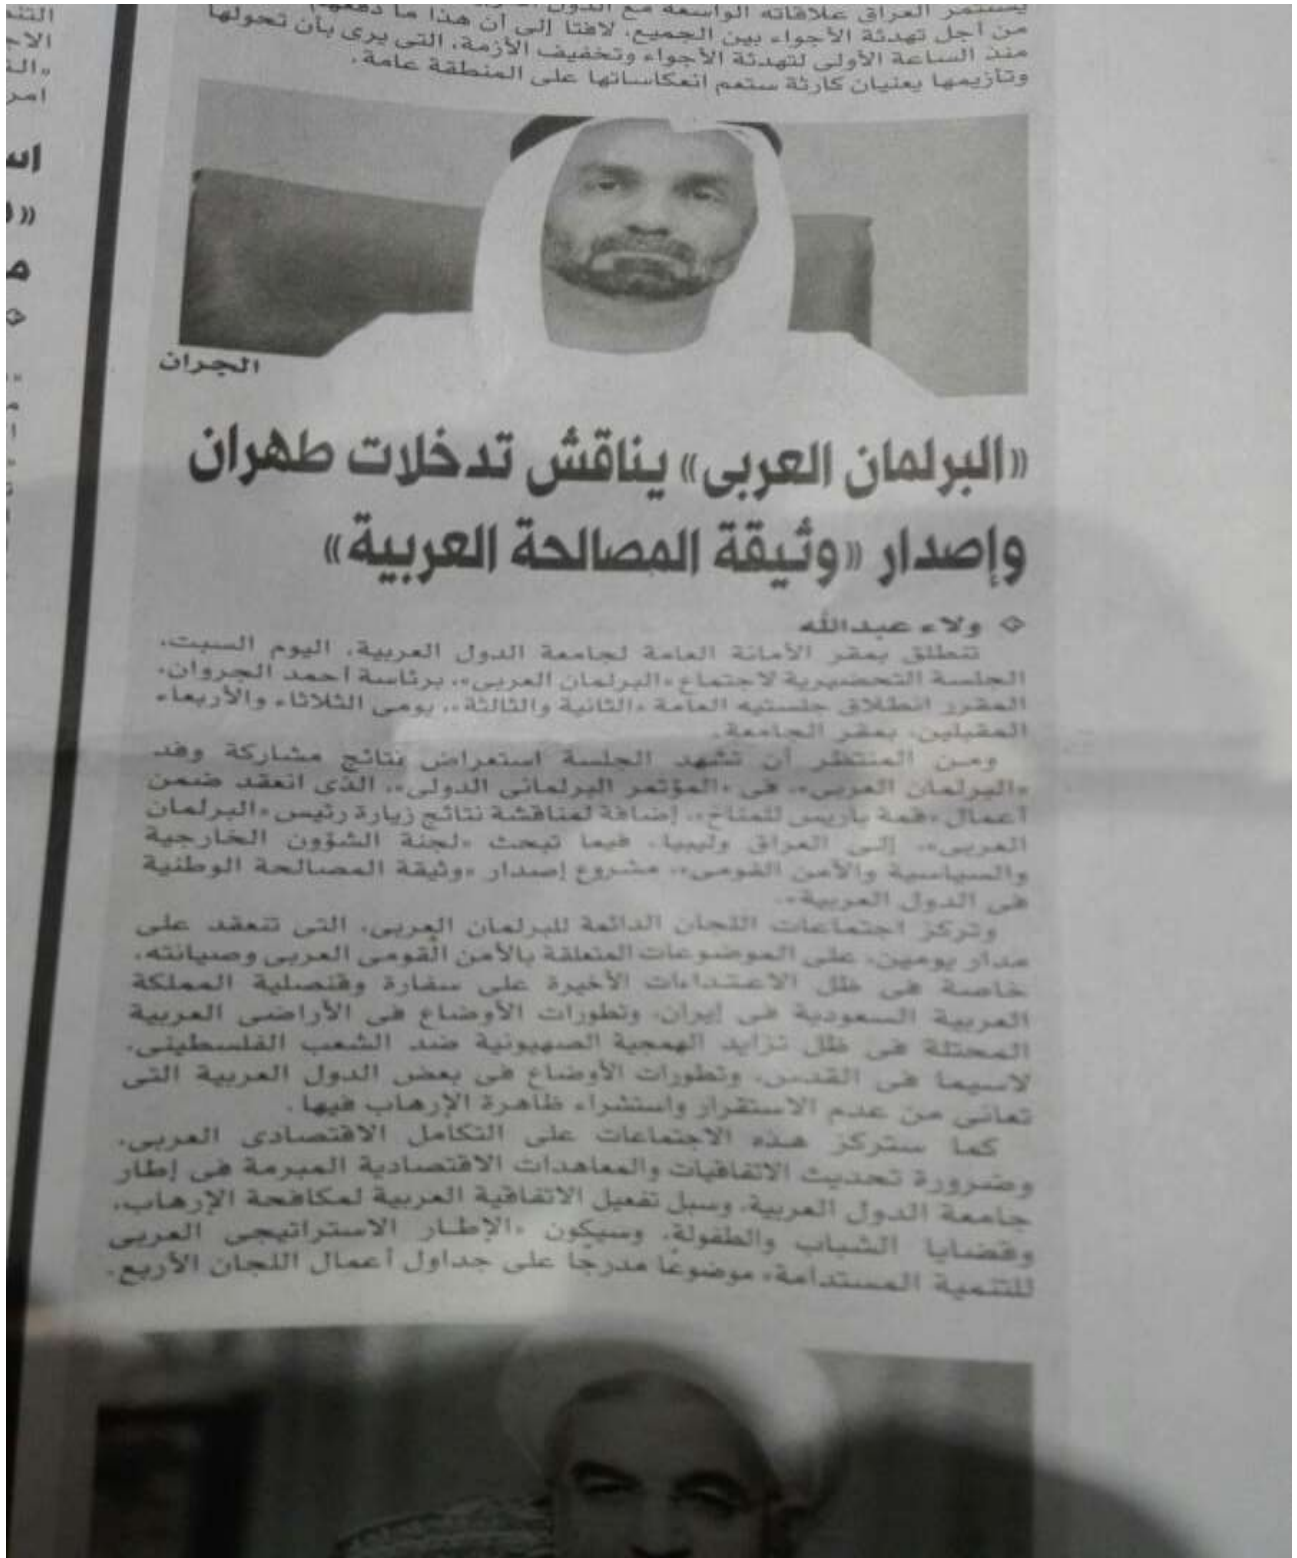 من أجل تهدئة الأجواء بين الجميع، لافتا إلى أن هذا ما دفعها
منذ الساعة الأولى لتهدئة الأجواء وتخفيف الأزمة، التى يرى بأن تحولها
وتأزيمها يعنيان كارثة ستعم انعكاساتها على المنطقة عامة.
الجران
«البرلمان العربى» يناقش تدخلات طهران
وإصدار «وثيقة المصالحة العربية»
ولاء عبدالله
تنطلق بمقر الأمانة العامة لجامعة الدول العربية، اليوم السبت،
الجلسة التحضيرية لاجتماع «البرلمان العربى»، برئاسة أحمد الجروان،
المقرر انطلاق جلستيه العامة «الثانية والثالثة»، يومى الثلاثاء والأربعاء
المقبلين، بمقر الجامعة.
ومن المنتظر أن تشهد الجلسة استعراض نتائج مشاركة وفد
«البرلمان العربى»، فى «المؤتمر البرلمانى الدولى»، الذى انعقد ضمن
أعمال «قمة باريس للمناخ»، إضافة لمناقشة نتائج زيارة رئيس «البرلمان
العربى»، إلى العراق وليبيا، فيما تبحث «لجنة الشؤون الخارجية
والسياسية والأمن القومى»، مشروع إصدار «وثيقة المصالحة الوطنية
فى الدول العربية».
وتركز اجتماعات اللجان الدائمة للبرلمان العربى، التى تنعقد على
مدار يومين، على الموضوعات المتعلقة بالأمن القومى العربى وصيانته،
خاصة فى ظل الاعتداءات الأخيرة على سفارة وقنصلية المملكة
العربية السعودية فى إيران، وتطورات الأوضاع فى الأراضى العربية
المحتلة فى ظل تزايد الهمجية الصهيونية ضد الشعب الفلسطينى،
لاسيما فى القدس، وتطورات الأوضاع فى بعض الدول العربية التى
تعانى من عدم الاستقرار واستشراء ظاهرة الإرهاب فيها.
كما ستركز هذه الاجتماعات على التكامل الاقتصادى العربى،
وضرورة تحديث الاتفاقيات والمعاهدات الاقتصادية المبرمة فى إطار
جامعة الدول العربية، وسبل تفعيل الاتفاقية العربية لمكافحة الإرهاب،
وقضايا الشباب والطفولة، وسيكون «الإطار الاستراتيجى العربى
للتنمية المستدامة» موضوعًا مدرجًا على جداول أعمال اللجان الأربع.